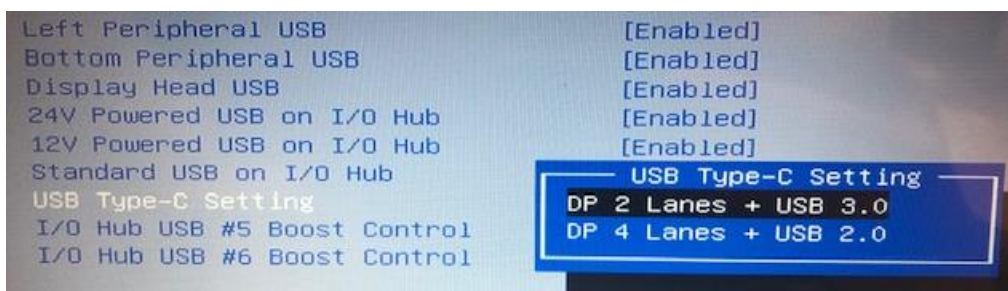 Left Peripheral USB [Enabled]
Bottom Peripheral USB [Enabled]
Display Head USB [Enabled]
24V Powered USB on I/O Hub [Enabled]
12V Powered USB on I/O Hub [Enabled]
Standard USB on I/O Hub
USB Type-C Setting
I/O Hub USB #5 Boost Control
I/O Hub USB #6 Boost Control
USB Type-C Setting
DP 2 Lanes + USB 3.0
DP 4 Lanes + USB 2.0